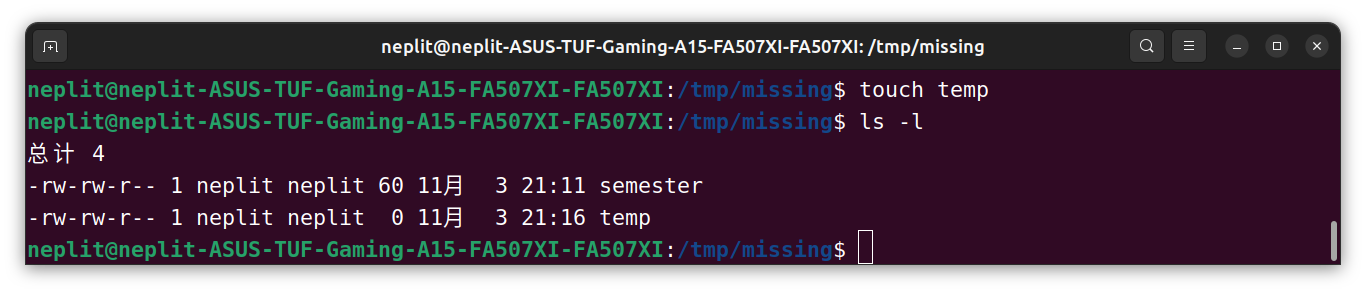 neplit@neplit-ASUS-TUF-Gaming-A15-FA507XI-FA507XI: /tmp/missing
neplit@neplit-ASUS-TUF-Gaming-A15-FA507XI-FA507XI:/tmp/missing$ touch temp
neplit@neplit-ASUS-TUF-Gaming-A15-FA507XI-FA507XI:/tmp/missing$ ls -l
总计 4
-rw-rw-r-- 1 neplit neplit 60 11月  3 21:11 semester
-rw-rw-r-- 1 neplit neplit  0 11月  3 21:16 temp
neplit@neplit-ASUS-TUF-Gaming-A15-FA507XI-FA507XI:/tmp/missing$